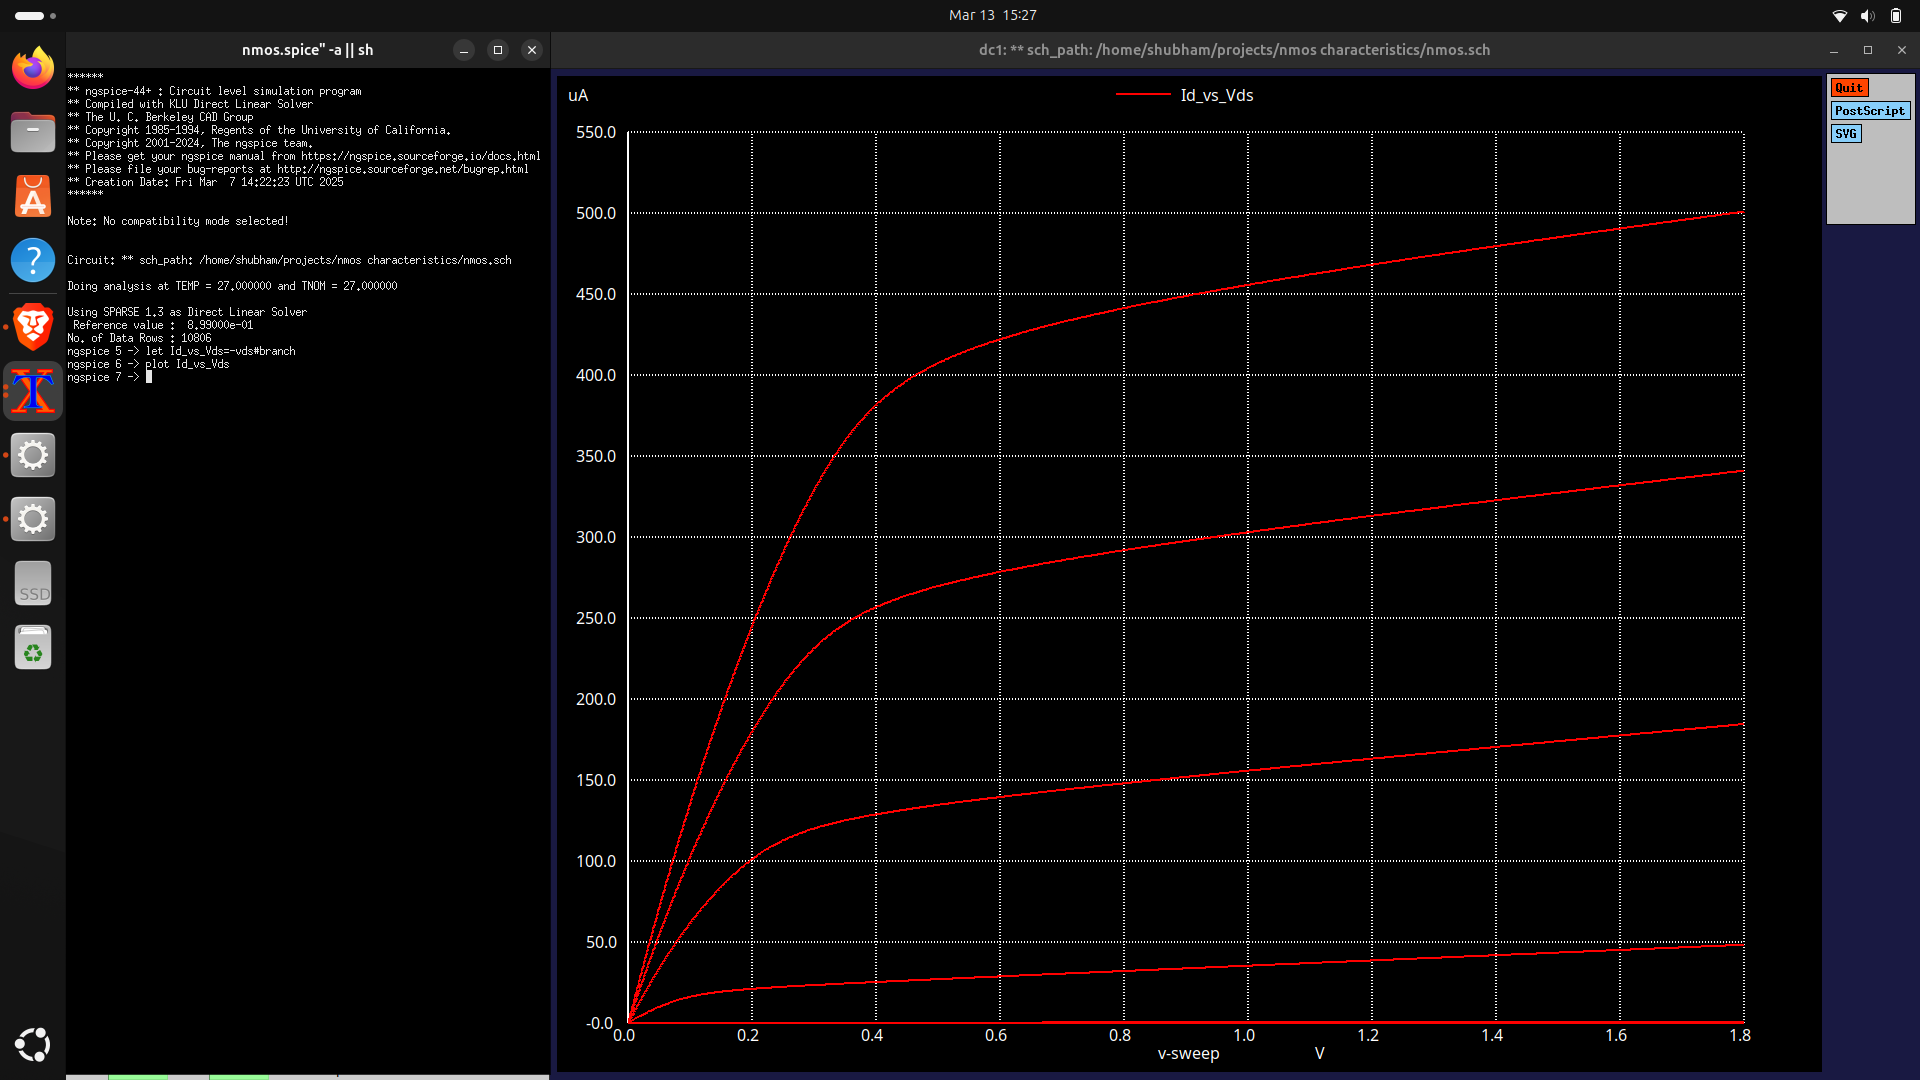 Mar 13 15:27
nmos.spice" -a || sh
******
** ngspice-44+ : Circuit level simulation program
** Compiled with KLU Direct Linear Solver
** The U. C. Berkeley CAD Group
** Copyright 1985-1994, Regents of the University of California.
** Copyright 2001-2024, The ngspice team.
** Please get your ngspice manual from https://ngspice.sourceforge.io/docs.html
** Please file your bug-reports at http://ngspice.sourceforge.net/bugrep.html
** Creation Date: Fri Mar  7 14:22:23 UTC 2025
******
Note: No compatibility mode selected!
Circuit: ** sch_path: /home/shubham/projects/nmos characteristics/nmos.sch
Doing analysis at TEMP = 27.000000 and TNOM = 27.000000
Using SPARSE 1.3 as Direct Linear Solver
Reference value :  8.99000e-01
No. of Data Rows : 10806
ngspice 5 -> let Id_vs_Vds=-vds#branch
ngspice 6 -> plot Id_vs_Vds
ngspice 7 ->
SSD
dc1: ** sch_path: /home/shubham/projects/nmos characteristics/nmos.sch
Quit
PostScript
SVG
uA
Id_vs_Vds
550.0
500.0
450.0
400.0
350.0
300.0
250.0
200.0
150.0
100.0
50.0
-0.0
0.0 0.2 0.4 0.6 0.8 1.0 1.2 1.4 1.6 1.8
v-sweep V